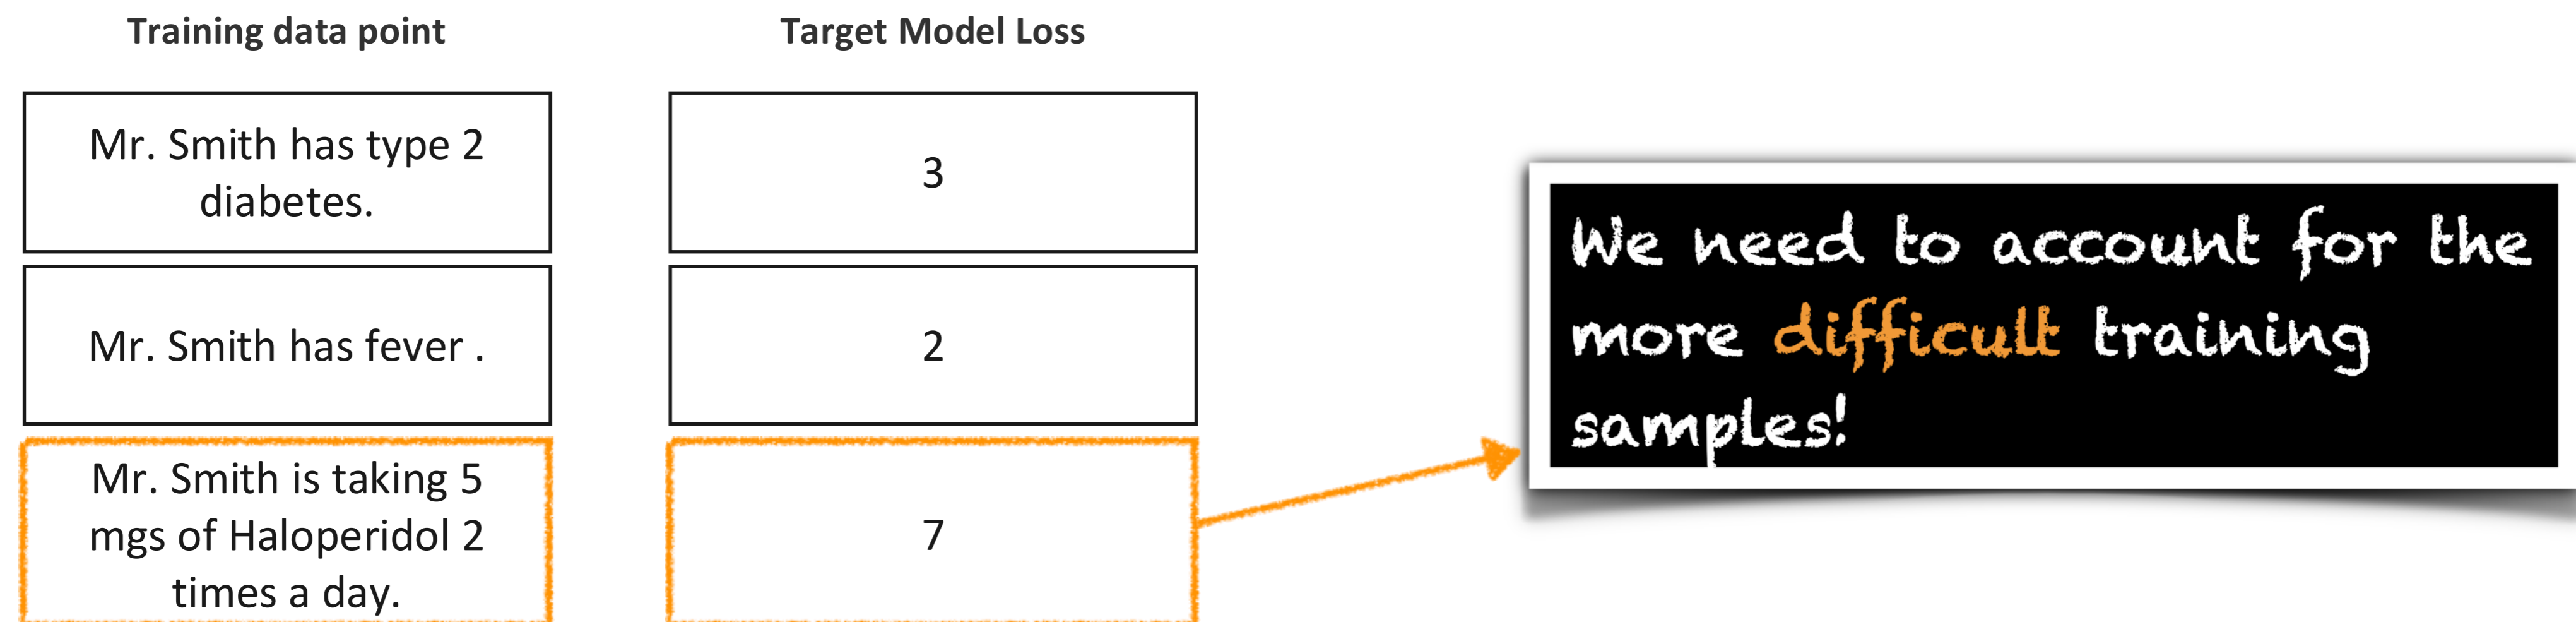 Training data point
Target Model Loss
Mr. Smith has type 2
diabetes.
3
Mr. Smith has fever .
2
Mr. Smith is taking 5
mgs of Haloperidol 2
times a day.
7
We need to account for the
more difficult training
samples!